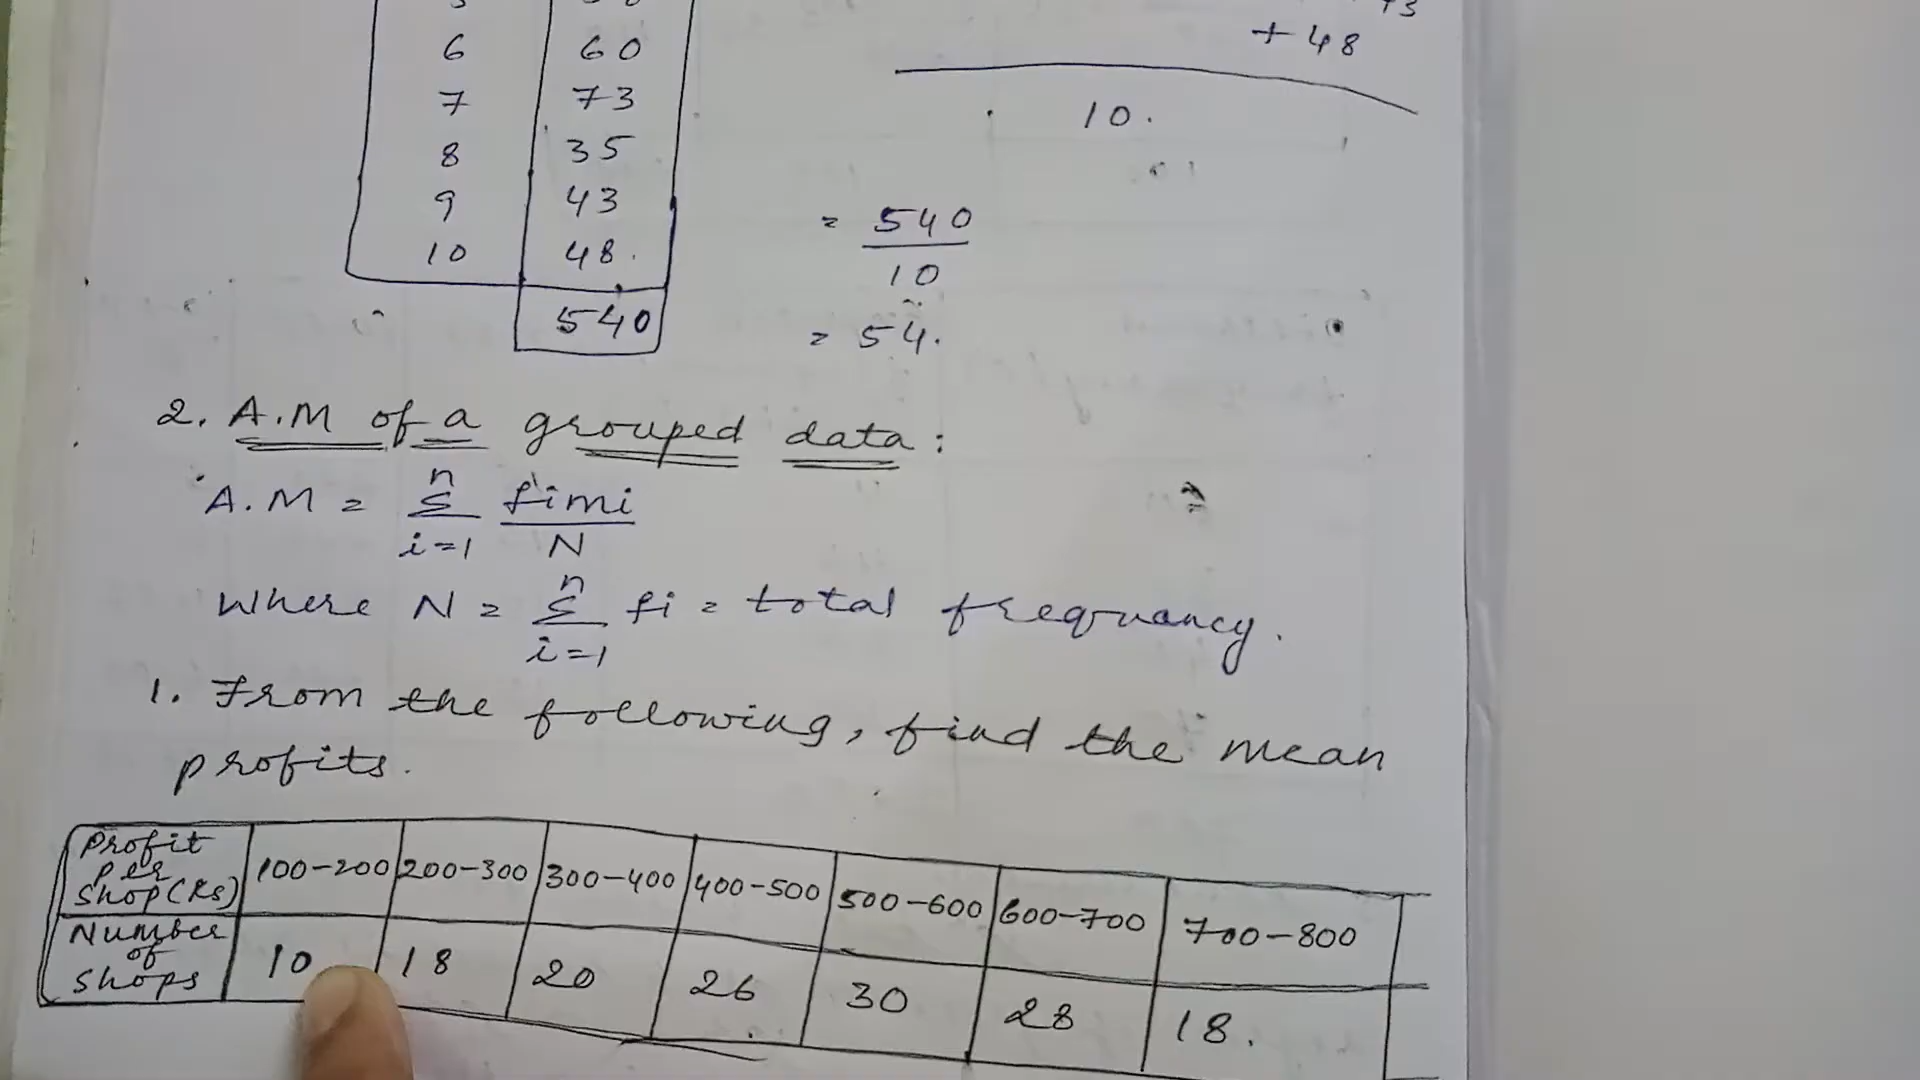 + 48
6 60
7 73
8 35
9 43
10 48.
540
10.
= 540
10
= 54.
2. A.M of a grouped data:
A.M = n Σ i=1 fimi
N
Where N = n Σ i=1 fi = total frequancy.
1. From the following, find the mean
profits.
Profit per shop (Rs) 100-200 200-300 300-400 400-500 500-600 600-700 700-800
Number of shops 10 18 20 26 30 28 18.